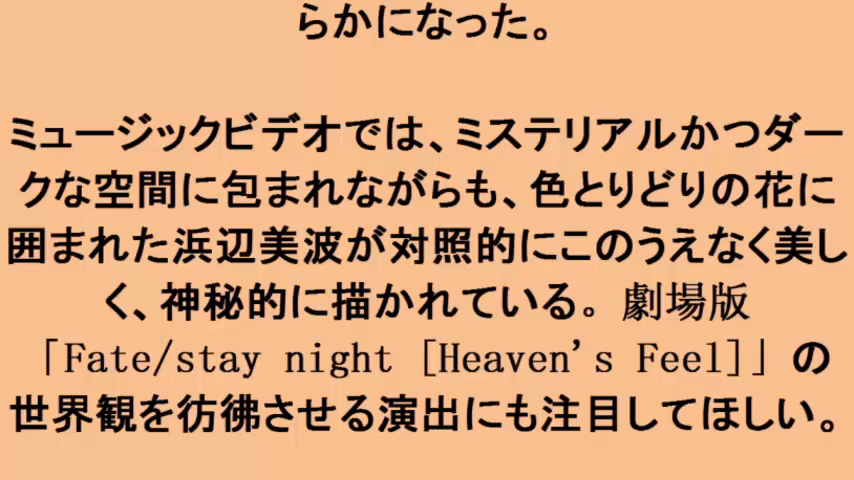 らかになった。
ミュージックビデオでは、ミステリアルかつダー
クな空間に包まれながらも、色とりどりの花に
囲まれた浜辺美波が対照的にこのうえなく美し
く、神秘的に描かれている。劇場版
「Fate/stay night [Heaven's Feel]」の
世界観を彷彿させる演出にも注目してほしい。